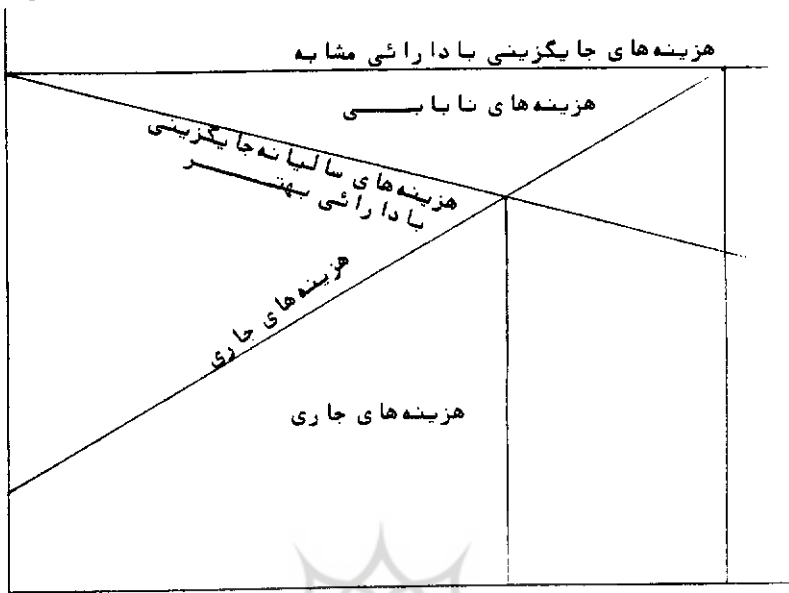 هزینه‌های جایگزینی با دارائی مشابه
هزینه‌های نابابی
هزینه‌های سالیانه جایگزینی
با دارائی بهتر
هزینه‌های جاری
هزینه‌های جاری